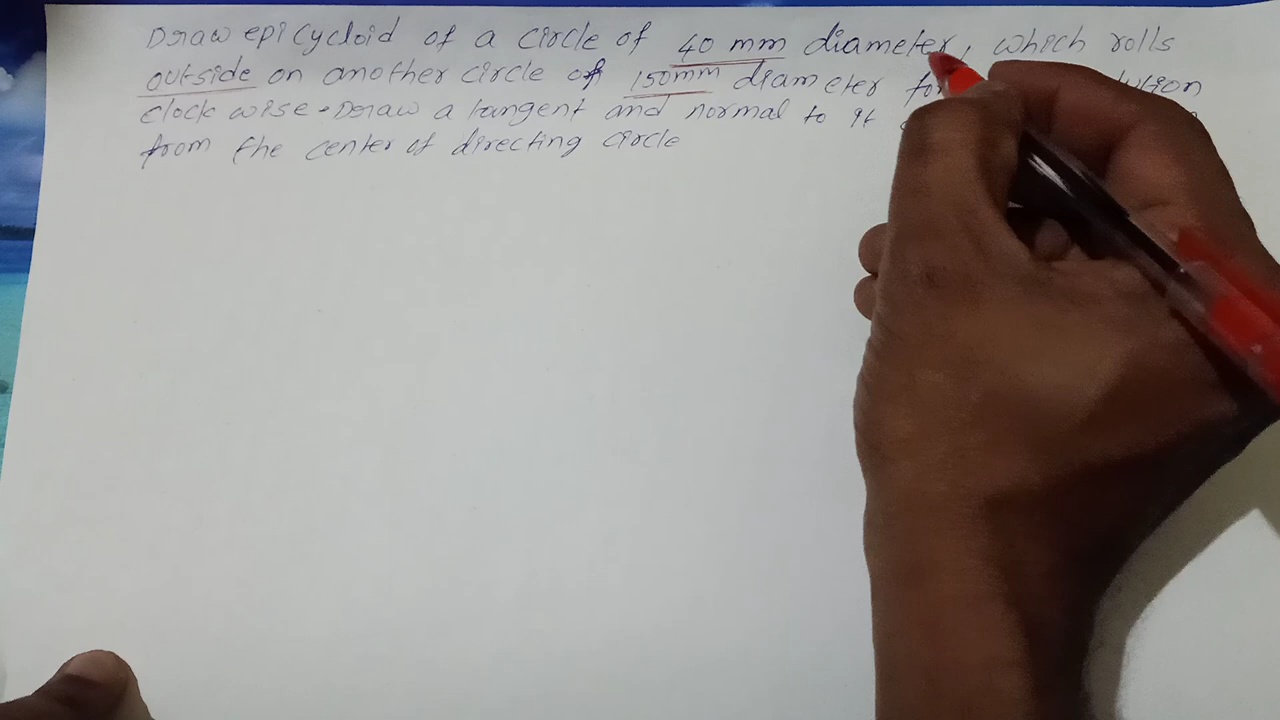 Draw epicycloid of a circle of 40 mm diameter, which rolls
outside on another circle of 150mm diameter for
clock wise. Draw a tangent and normal to it
from the center of directing circle